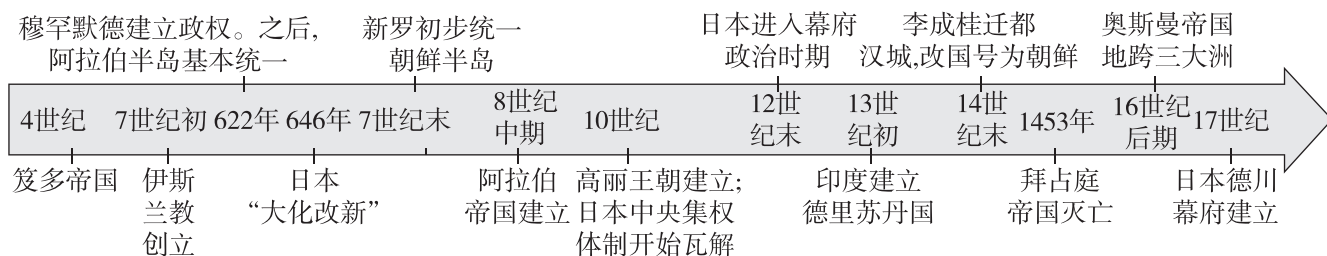 穆罕默德建立政权。之后,
阿拉伯半岛基本统一
新罗初步统一
朝鲜半岛
日本进入幕府
政治时期
李成桂迁都
汉城,改国号为朝鲜
奥斯曼帝国
地跨三大洲
4世纪
7世纪初
622年
646年
7世纪末
8世纪
中期
10世纪
12世
纪末
13世
纪初
14世
纪末
1453年
16世纪
后期
17世纪
笈多帝国
伊斯
兰教
创立
日本
“大化改新”
阿拉伯
帝国建立
高丽王朝建立;
日本中央集权
体制开始瓦解
印度建立
德里苏丹国
拜占庭
帝国灭亡
日本德川
幕府建立